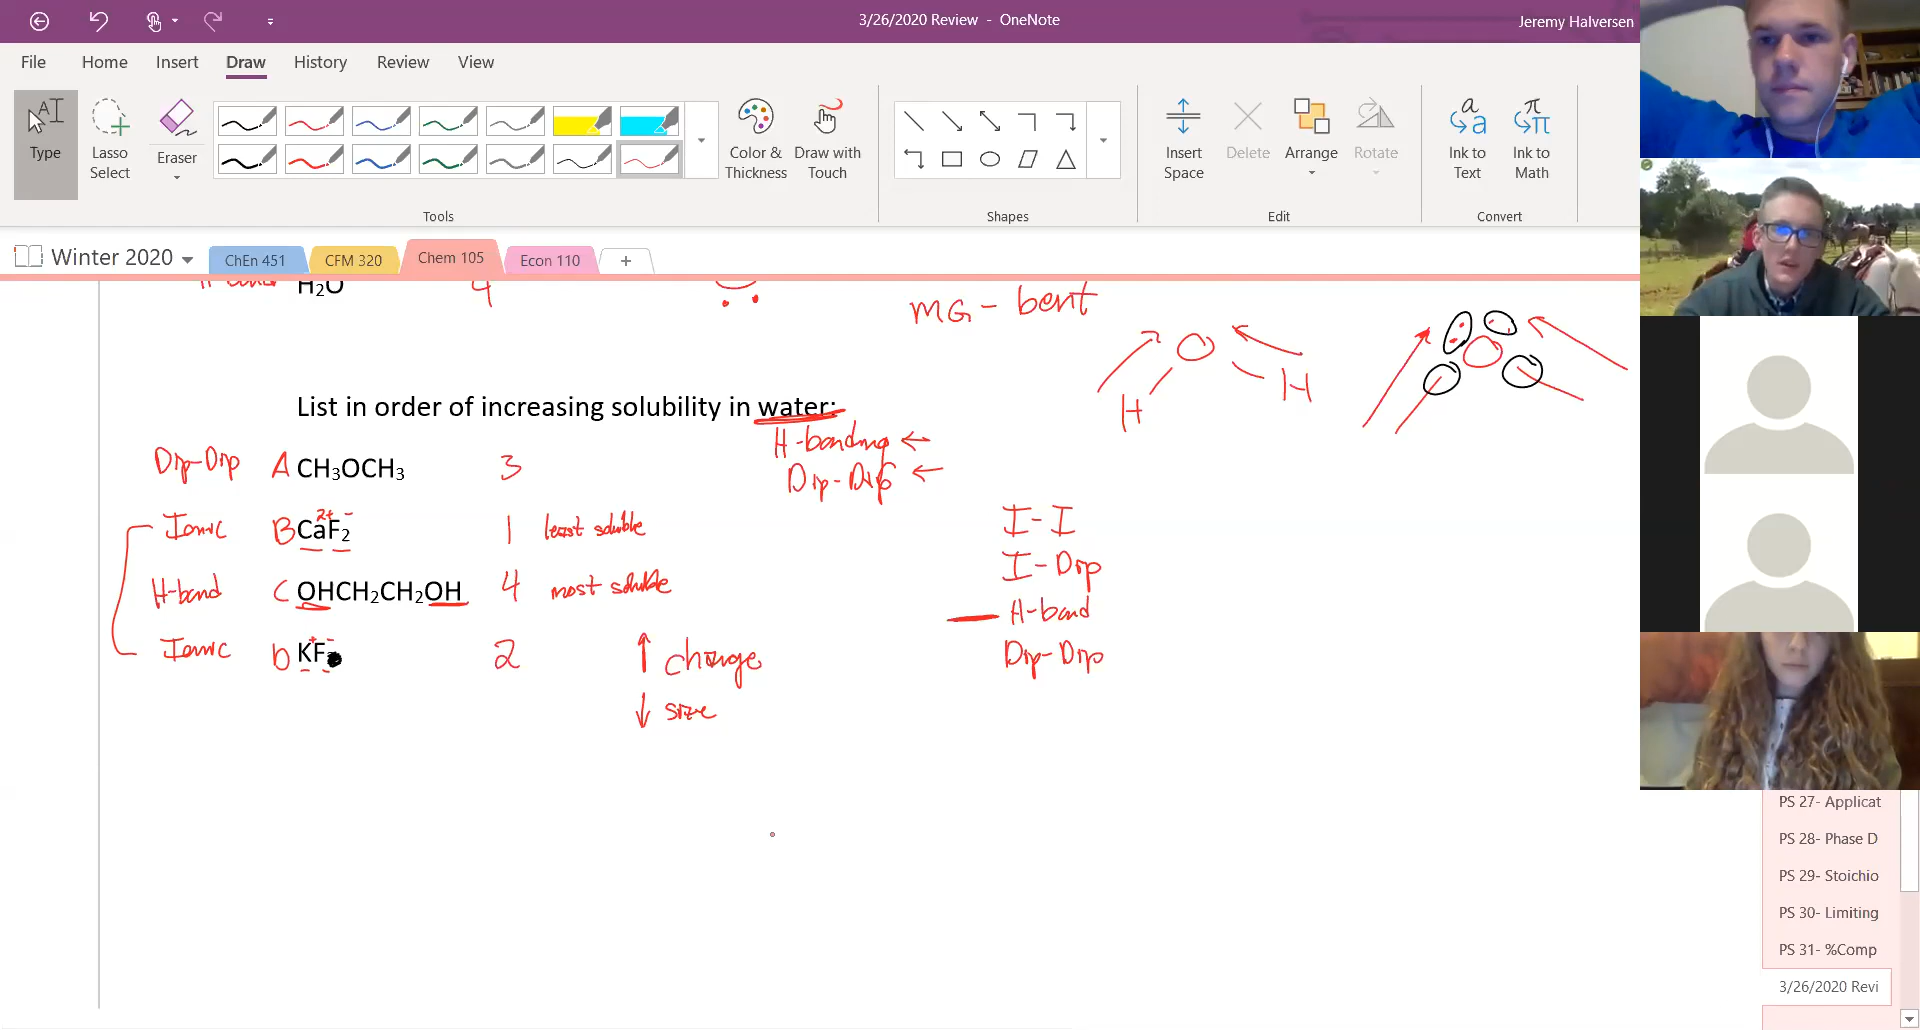 3/26/2020 Review - OneNote
Jeremy Halversen
File Home Insert Draw History Review View
Type
Lasso Select
Eraser
Color & Thickness
Draw with Touch
Insert Space
Delete
Arrange
Rotate
Ink to Text
Ink to Math
Tools
Shapes
Edit
Convert
Winter 2020
ChEn 451
CFM 320
Chem 105
Econ 110
H₂O 4
MG - bent
H O H
List in order of increasing solubility in water:
H-bonding ←
Dip-Dip ←
Dip-Dip A CH₃OCH₃ 3
Ionic B CaF₂ 2+ - 1 least soluble
H-bond C OHCH₂CH₂OH 4 most soluble
Ionic D KF + - 2
↑ charge
↓ size
I-I
I-Dip
H-bond
Dip-Dip
PS 27- Applicat
PS 28- Phase D
PS 29- Stoichio
PS 30- Limiting
PS 31- %Comp
3/26/2020 Revi